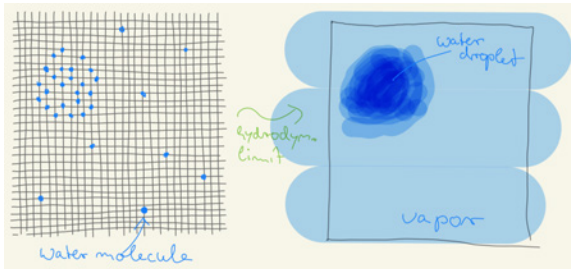 water
droplet
hydrodyn.
limit
vapor
water molecule